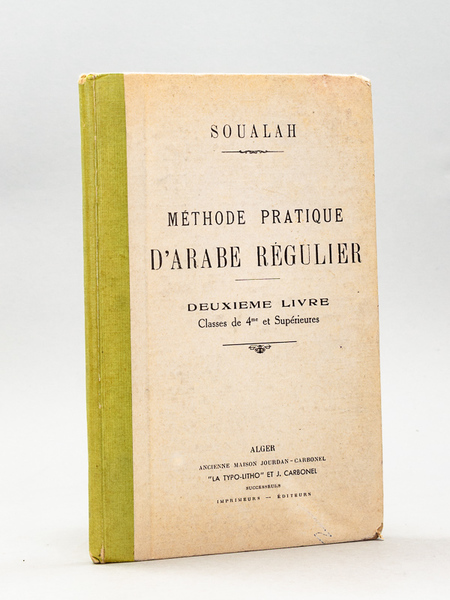 SOUALAH
MÉTHODE PRATIQUE
D'ARABE RÉGULIER
DEUXIEME LIVRE
Classes de 4me et Supérieures
ALGER
ANCIENNE MAISON JOURDAN-CARBONEL
"LA TYPO-LITHO" ET J. CARBONEL
SUCCESSEURS
IMPRIMEURS — ÉDITEURS